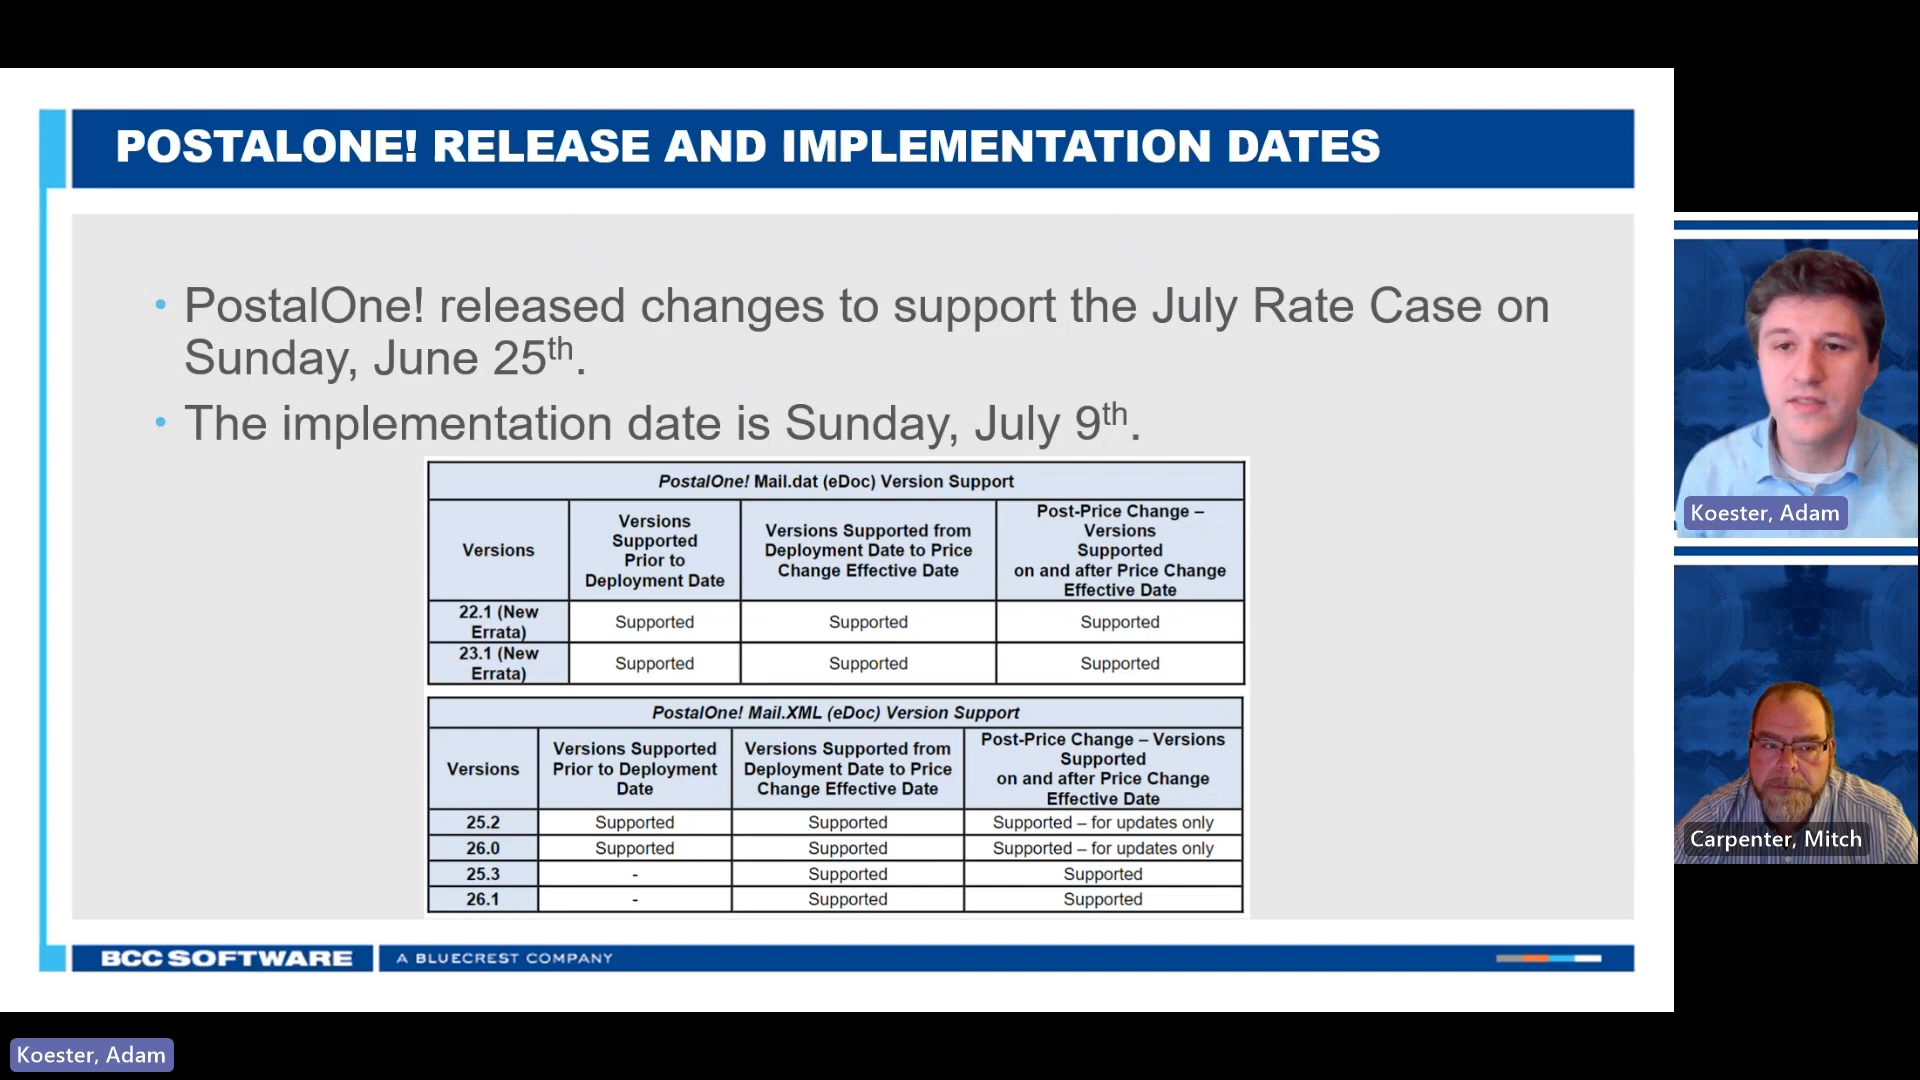 POSTALONE! RELEASE AND IMPLEMENTATION DATES
• PostalOne! released changes to support the July Rate Case on
Sunday, June 25th.
• The implementation date is Sunday, July 9th.
PostalOne! Mail.dat (eDoc) Version Support
Versions
Versions
Supported
Prior to
Deployment Date
Versions Supported from
Deployment Date to Price
Change Effective Date
Post-Price Change –
Versions
Supported
on and after Price Change
Effective Date
22.1 (New
Errata)
Supported
Supported
Supported
23.1 (New
Errata)
Supported
Supported
Supported
PostalOne! Mail.XML (eDoc) Version Support
Versions
Versions Supported
Prior to Deployment
Date
Versions Supported from
Deployment Date to Price
Change Effective Date
Post-Price Change – Versions
Supported
on and after Price Change
Effective Date
25.2
Supported
Supported
Supported – for updates only
26.0
Supported
Supported
Supported – for updates only
25.3
-
Supported
Supported
26.1
-
Supported
Supported
BCC SOFTWARE
A BLUECREST COMPANY
Koester, Adam
Carpenter, Mitch
Koester, Adam